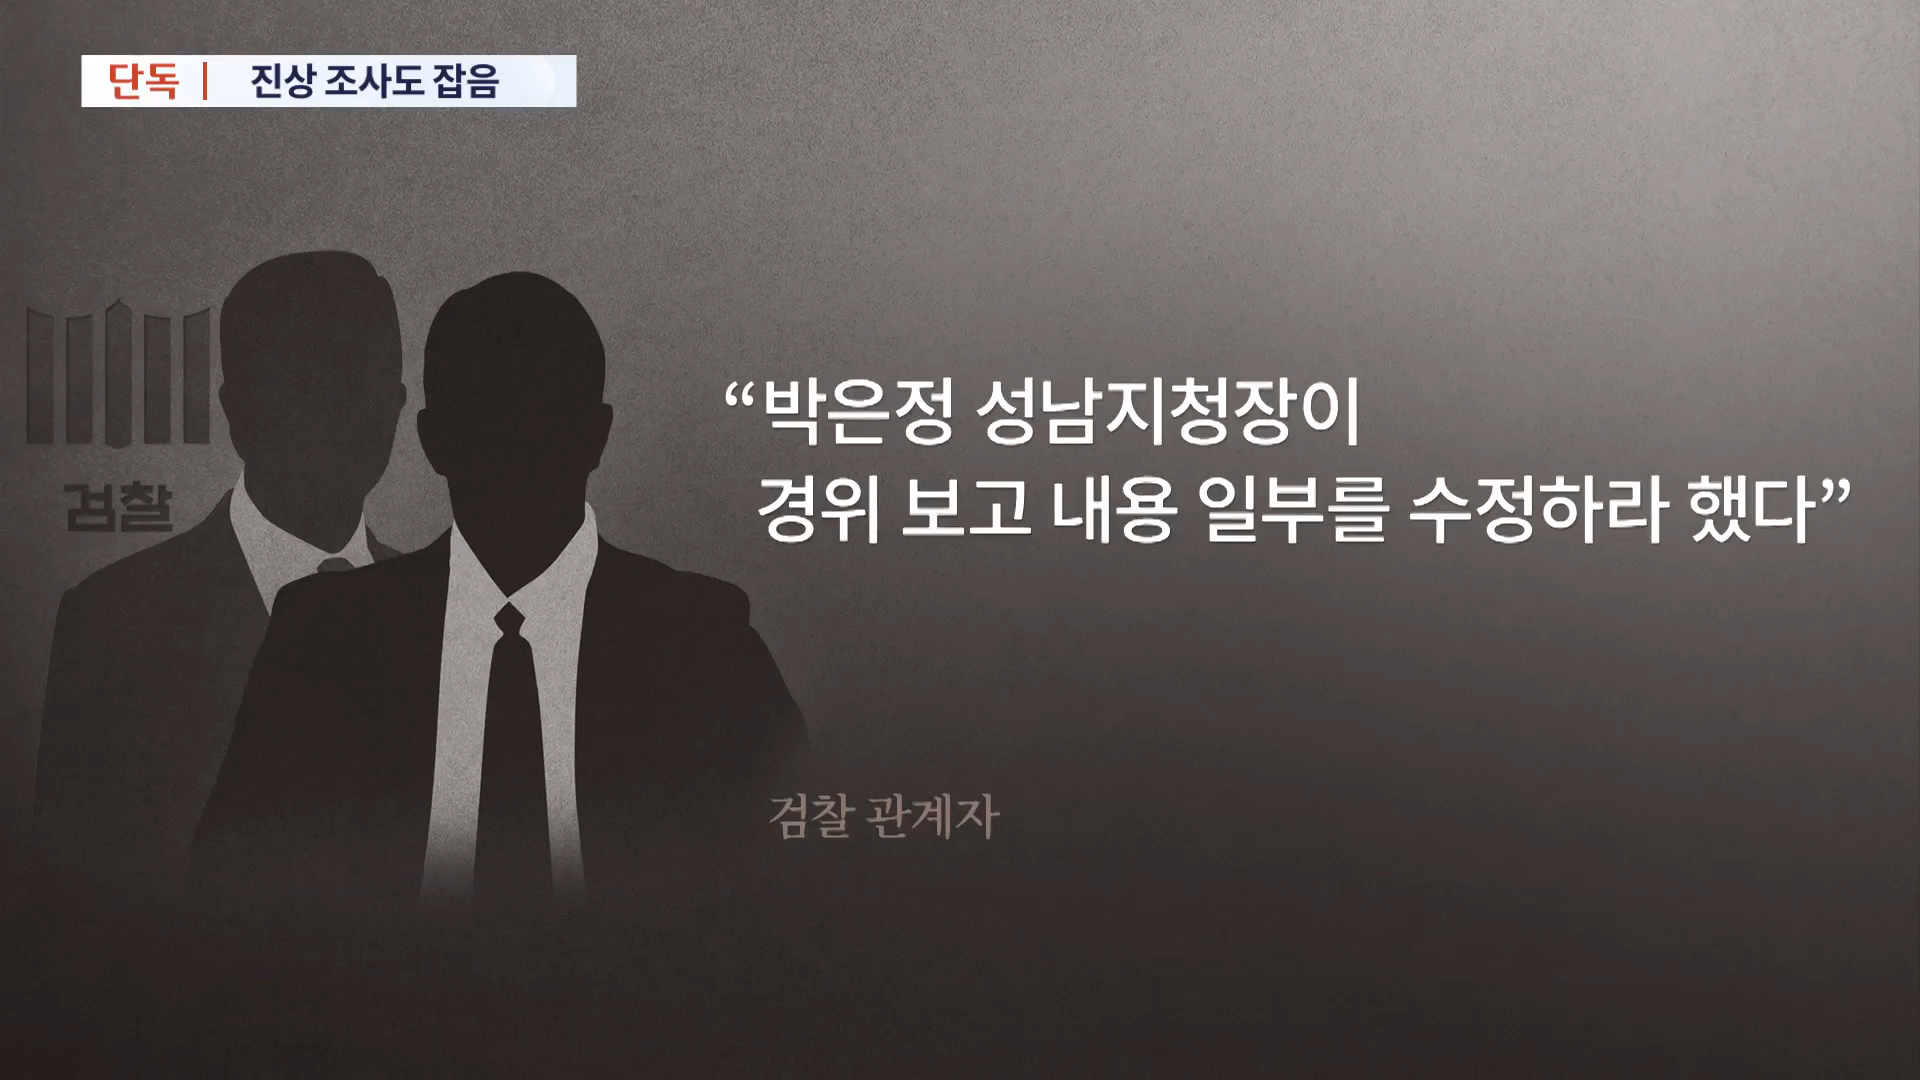 단독 | 진상 조사도 잡음
검찰
“박은정 성남지청장이
경위 보고 내용 일부를 수정하라 했다”
검찰 관계자